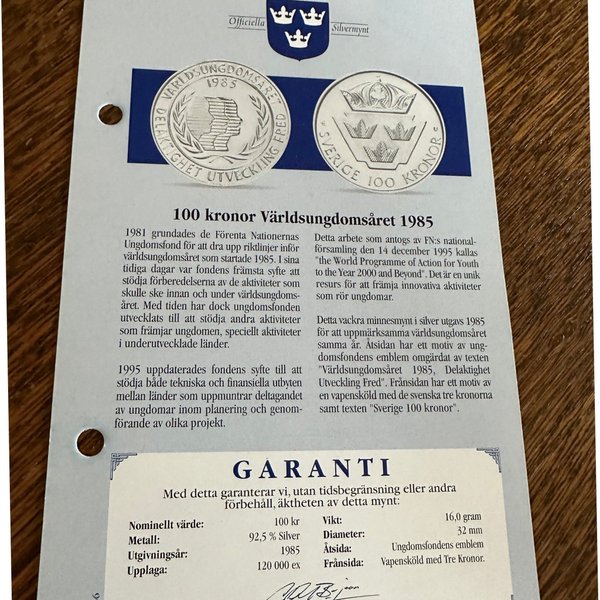 Officiella Silvermynt
VÄRLDSUNGDOMSÅRET
1985
DELAKTIGHET UTVECKLING FRED
SVERIGE 100 KRONOR
100 kronor Världsungdomsåret 1985
1981 grundades de Förenta Nationernas
Ungdomsfond för att dra upp riktlinjer inför
världsungdomsåret som startade 1985. I sina
tidiga dagar var fondens främsta syfte att
stödja förberedelserna av de aktiviteter som
skulle ske innan och under världsungdoms-
året. Med tiden har dock ungdomsfonden
utvecklats till att stödja andra aktiviteter
som främjar ungdomen, speciellt aktiviteter
i underutvecklade länder.
1995 uppdaterades fondens syfte till att
stödja både tekniska och finansiella utbyten
mellan länder som uppmuntrar deltagandet
av ungdomar inom planering och genom-
förande av olika projekt.
Detta arbete som antogs av FN:s national-
församling den 14 december 1995 kallas
"the World Programme of Action for Youth
to the Year 2000 and Beyond". Det är en unik
resurs för att främja innovativa aktiviteter
som rör ungdomar.
Detta vackra minnesmynt i silver utgavs 1985
för att uppmärksamma världsungdomsåret
samma år. Åtsidan har ett motiv av ung-
domsfondens emblem omgärdat av texten
"Världsungdomsåret 1985, Delaktighet
Utveckling Fred". Frånsidan har ett motiv av
en vapensköld med de svenska tre kronorna
samt texten "Sverige 100 kronor".
GARANTI
Med detta garanterar vi, utan tidsbegränsning eller andra
förbehåll, äktheten av detta mynt:
Nominellt värde: 100 kr
Metall: 92,5 % Silver
Utgivningsår: 1985
Upplaga: 120 000 ex
Vikt: 16,0 gram
Diameter: 32 mm
Åtsida: Ungdomsfondens emblem
Frånsida: Vapensköld med Tre Kronor.